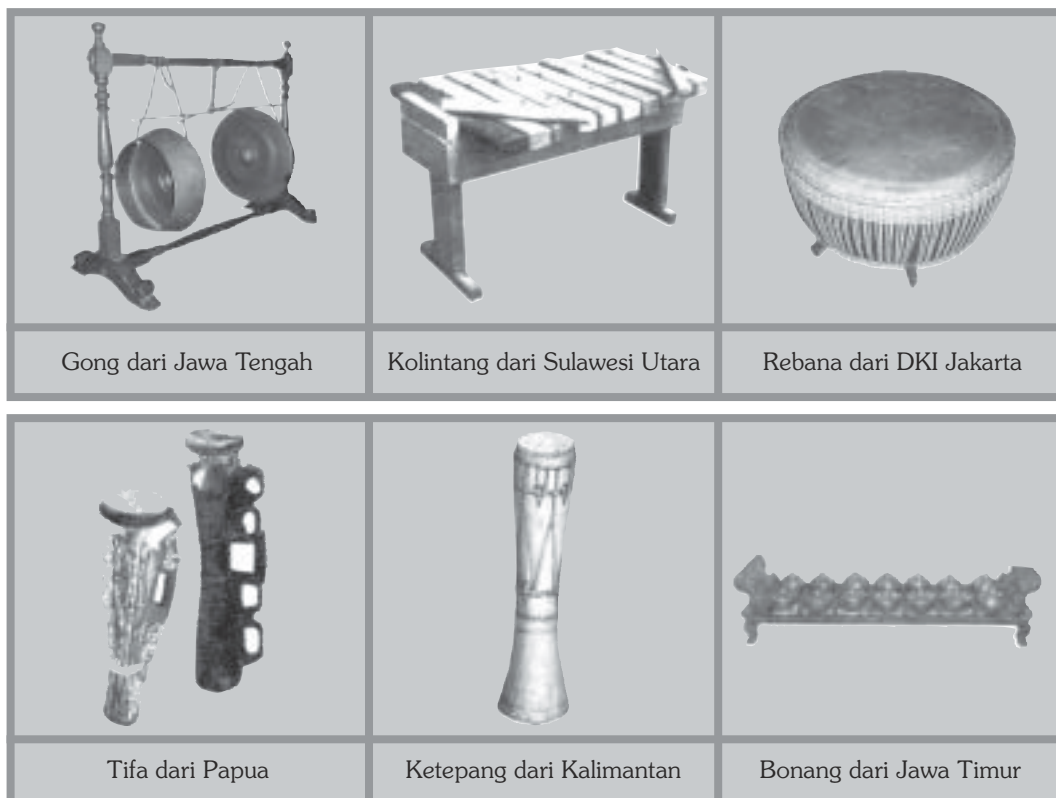 Gong dari Jawa Tengah
Kolintang dari Sulawesi Utara
Rebana dari DKI Jakarta
Tifa dari Papua
Ketepang dari Kalimantan
Bonang dari Jawa Timur